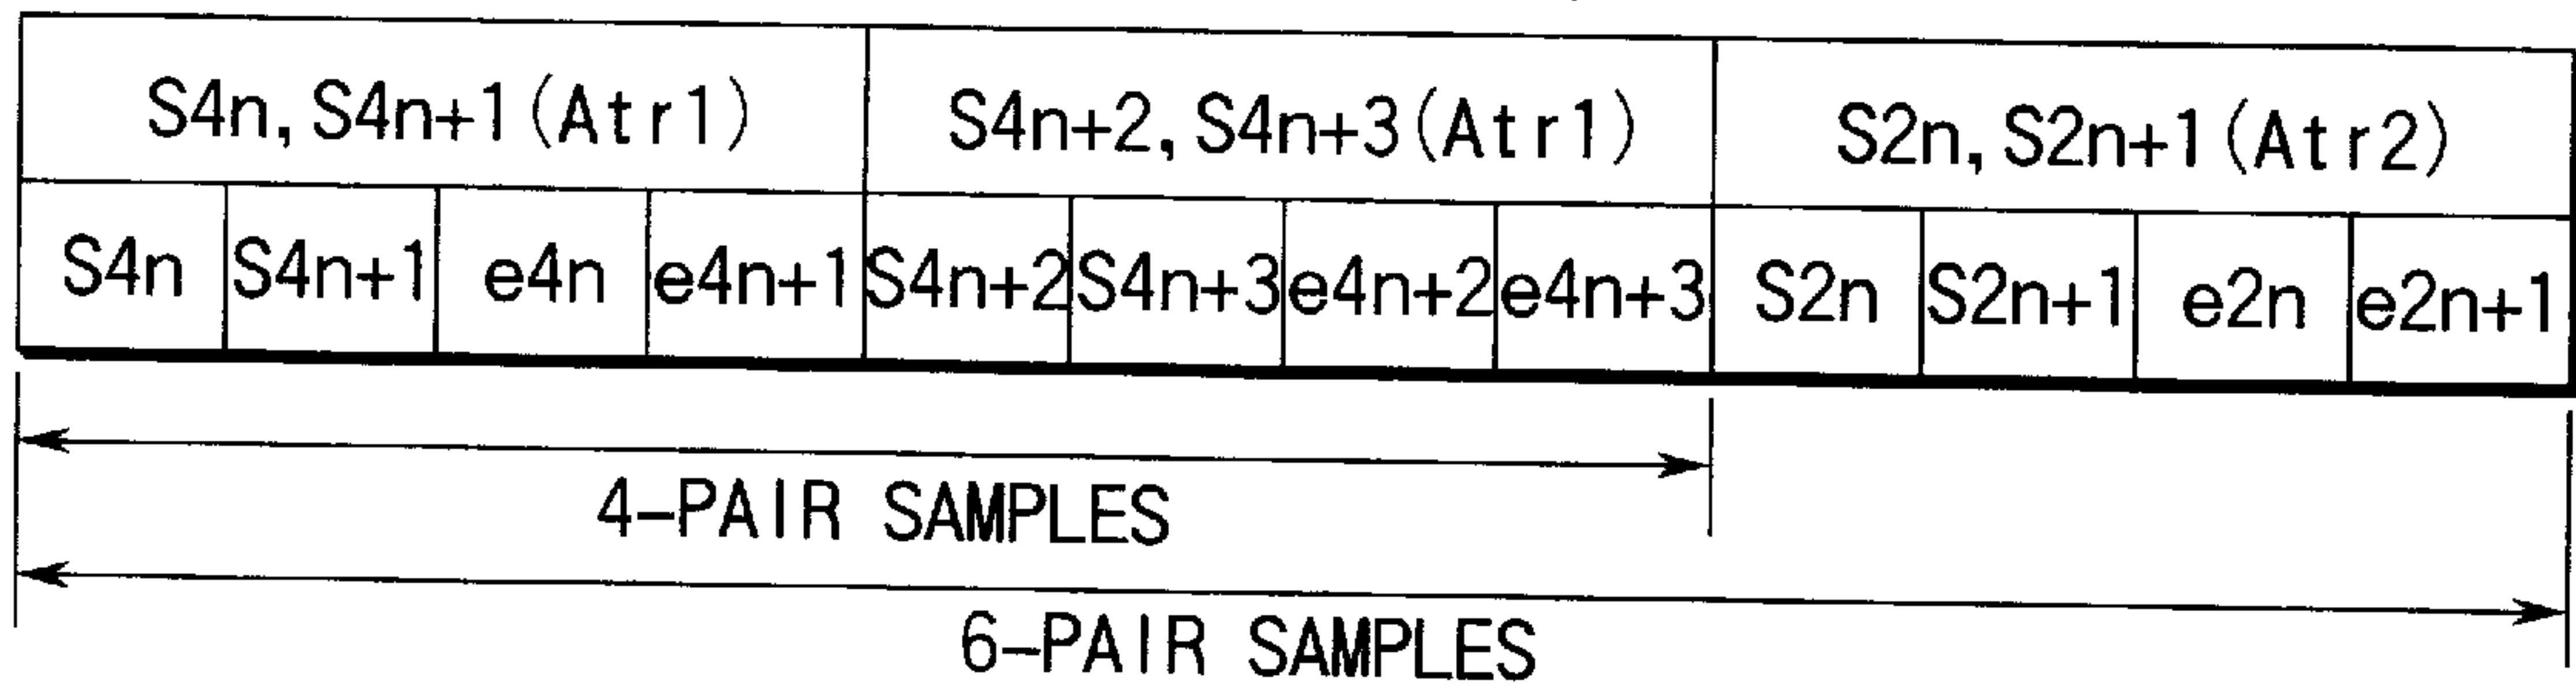 S4n, S4n+1 (Atr1) S4n+2, S4n+3 (Atr1) S2n, S2n+1 (Atr2)
S4n S4n+1 e4n e4n+1 S4n+2 S4n+3 e4n+2 e4n+3 S2n S2n+1 e2n e2n+1
4-PAIR SAMPLES
6-PAIR SAMPLES